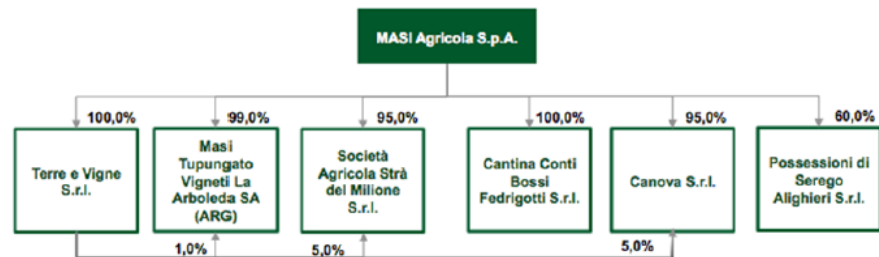 MASI Agricola S.p.A.
100,0%
99,0%
95,0%
100,0%
95,0%
60,0%
Terre e Vigne
S.r.l.
Masi
Tupungato
Vigneti La
Arboleda SA
(ARG)
Società
Agricola Strà
del Milione
S.r.l.
Cantina Conti
Bossi
Fedrigotti S.r.l.
Canova S.r.l.
Possessioni di
Serego
Alighieri S.r.l.
1,0%
5,0%
5,0%